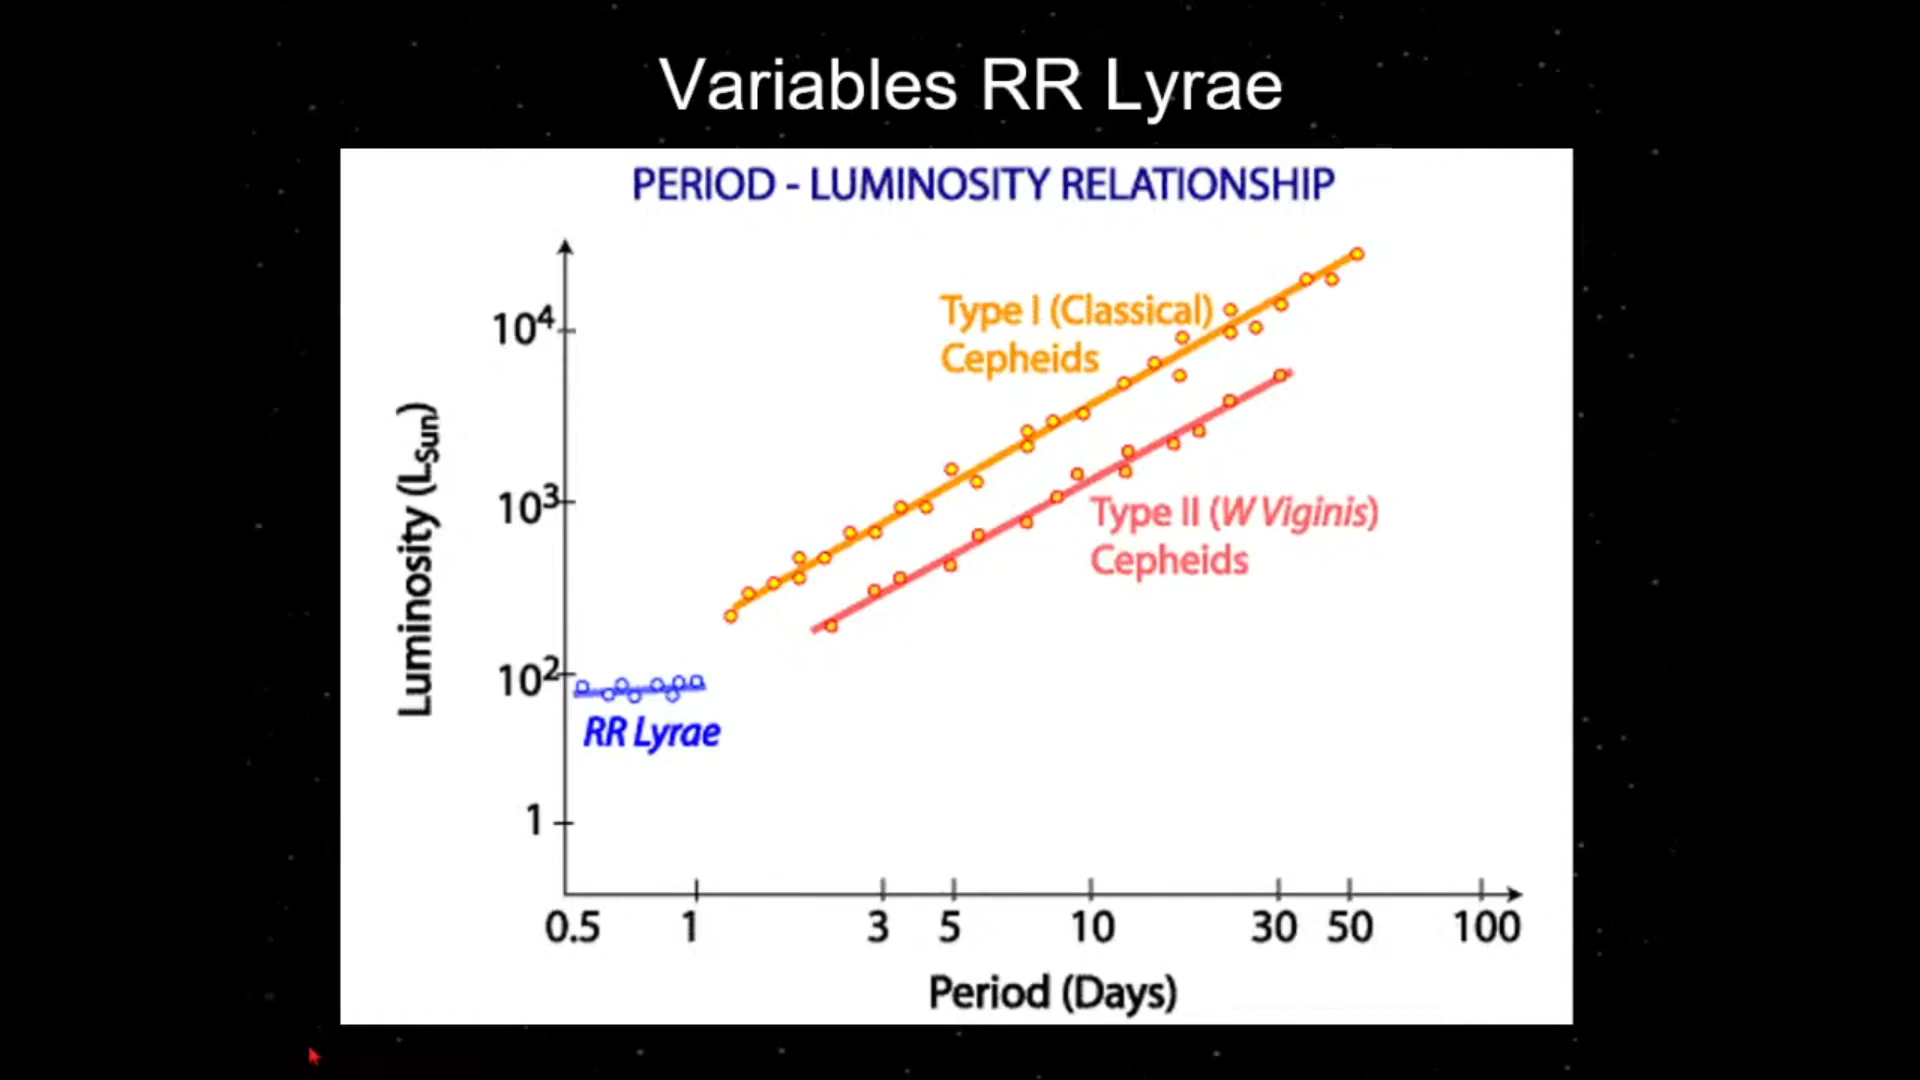 Variables RR Lyrae
PERIOD - LUMINOSITY RELATIONSHIP
Type I (Classical)
Cepheids
Type II (W Viginis)
Cepheids
RR Lyrae
Luminosity (LSun)
10⁴
10³
10²
1
0.5 1 3 5 10 30 50 100
Period (Days)